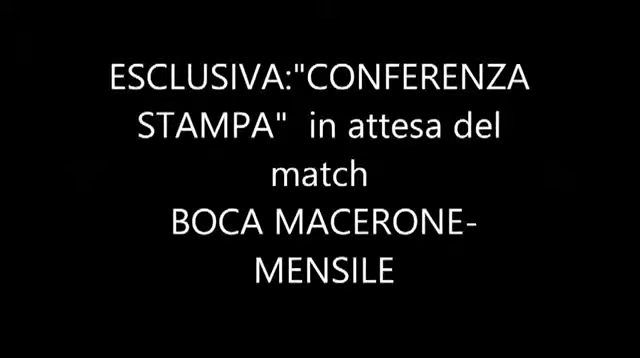 ESCLUSIVA:"CONFERENZA
STAMPA"  in attesa del
match
BOCA MACERONE-
MENSILE